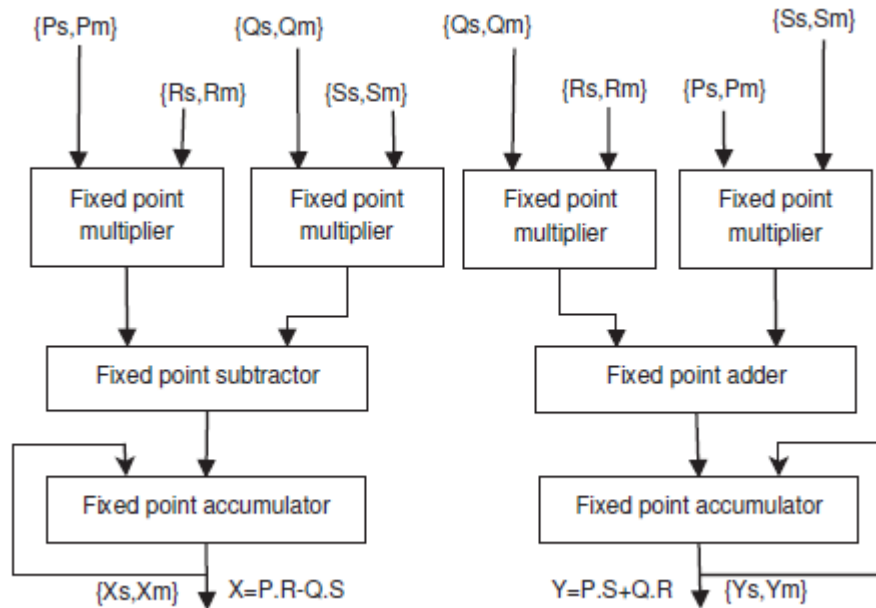 {Ps,Pm}
{Qs,Qm}
{Qs,Qm}
{Ss,Sm}
{Rs,Rm}
{Ss,Sm}
{Rs,Rm}
{Ps,Pm}
Fixed point
multiplier
Fixed point
multiplier
Fixed point
multiplier
Fixed point
multiplier
Fixed point subtractor
Fixed point adder
Fixed point accumulator
Fixed point accumulator
{Xs,Xm}
X=P.R-Q.S
Y=P.S+Q.R
{Ys,Ym}